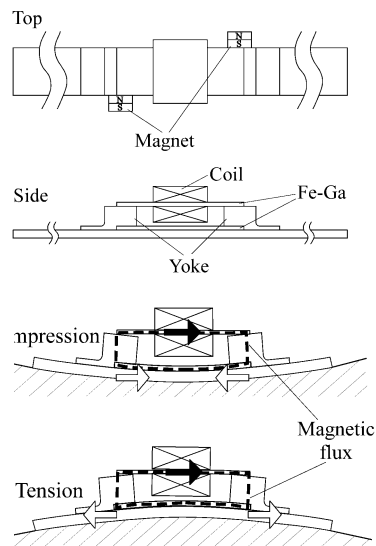 Top
N
S
N
S
Magnet
Coil
Side
Fe-Ga
Yoke
mpression
Magnetic
flux
Tension